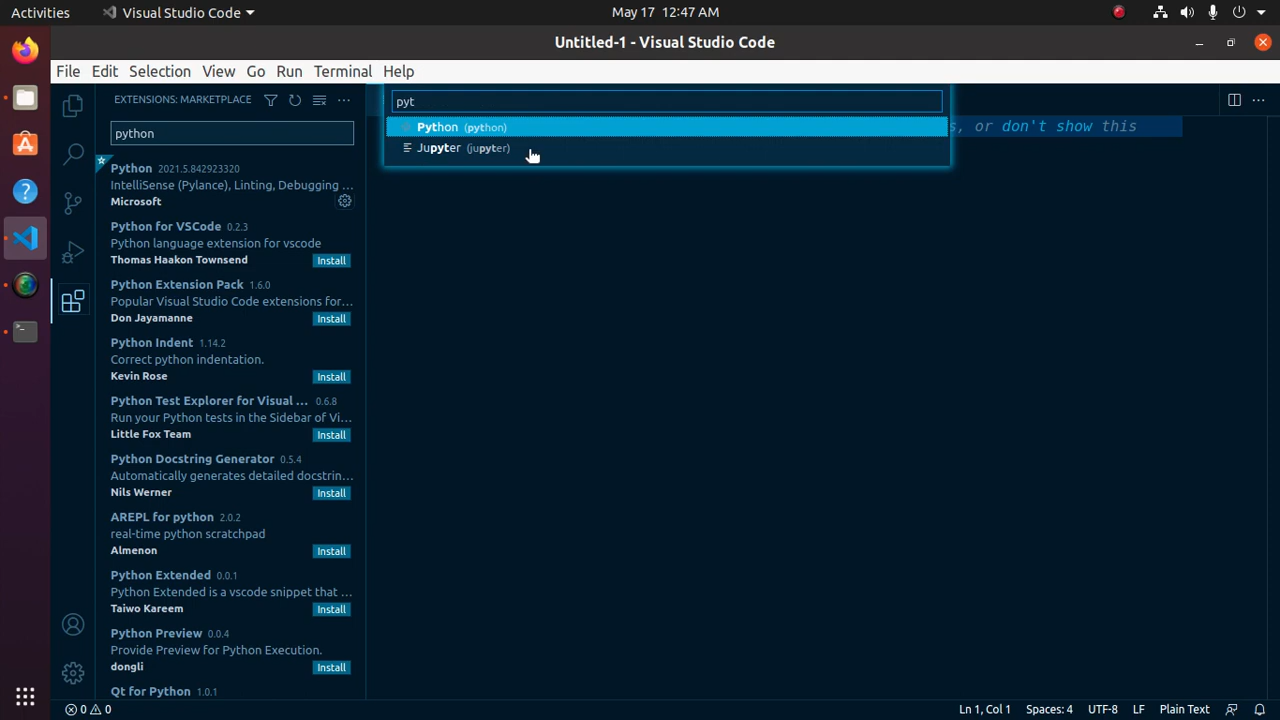 Activities
Visual Studio Code
May 17 12:47 AM
Untitled-1 - Visual Studio Code
File Edit Selection View Go Run Terminal Help
EXTENSIONS: MARKETPLACE
python
Python 2021.5.842923320
IntelliSense (Pylance), Linting, Debugging ...
Microsoft
Python for VSCode 0.2.3
Python language extension for vscode
Thomas Haakon Townsend Install
Python Extension Pack 1.6.0
Popular Visual Studio Code extensions for...
Don Jayamanne Install
Python Indent 1.14.2
Correct python indentation.
Kevin Rose Install
Python Test Explorer for Visual ... 0.6.8
Run your Python tests in the Sidebar of Vi...
Little Fox Team Install
Python Docstring Generator 0.5.4
Automatically generates detailed docstrin...
Nils Werner Install
AREPL for python 2.0.2
real-time python scratchpad
Almenon Install
Python Extended 0.0.1
Python Extended is a vscode snippet that ...
Taiwo Kareem Install
Python Preview 0.0.4
Provide Preview for Python Execution.
dongli Install
Qt for Python 1.0.1
pyt
Python (python)
Jupyter (jupyter)
s, or don't show this
0 0
Ln 1, Col 1 Spaces: 4 UTF-8 LF Plain Text